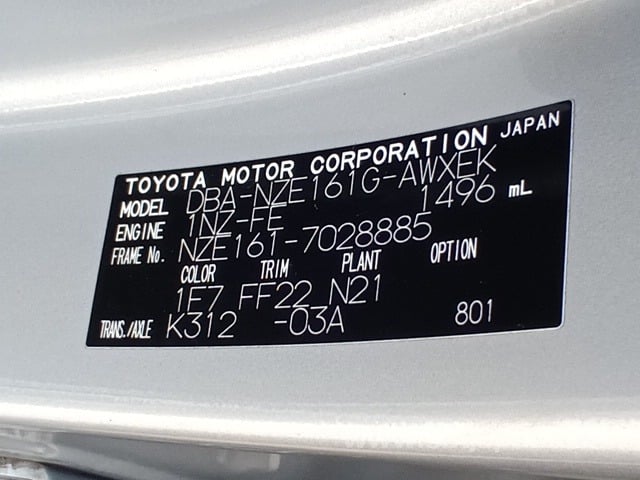 TOYOTA MOTOR CORPORATION JAPAN
MODEL DBA-NZE161G-AWXEK
ENGINE 1NZ-FE 1496 mL
FRAME No. NZE161-7028885
COLOR TRIM PLANT OPTION
1E7 FF22 N21
TRANS./AXLE K312 -03A 801